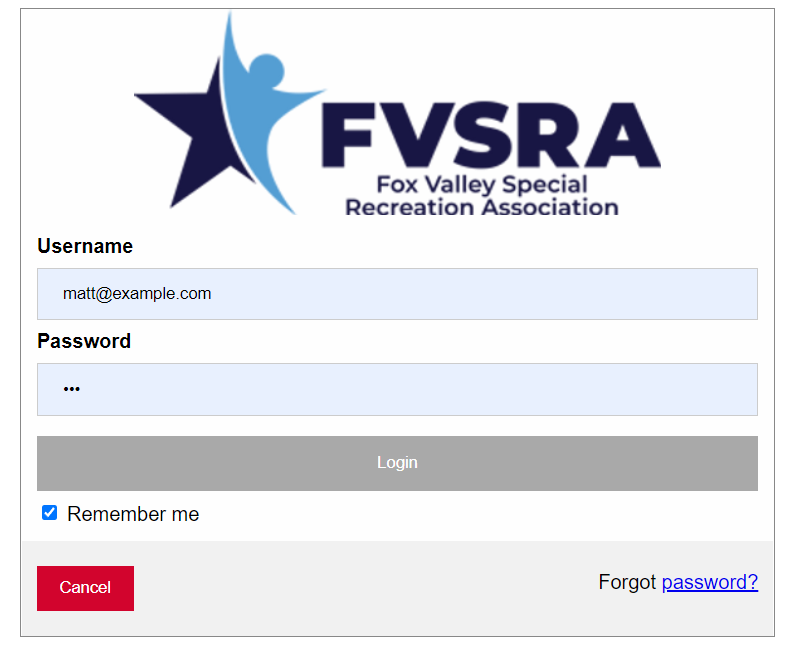 FVSRA
Fox Valley Special
Recreation Association
Username
matt@example.com
Password
•••
Login
Remember me
Cancel
Forgot password?